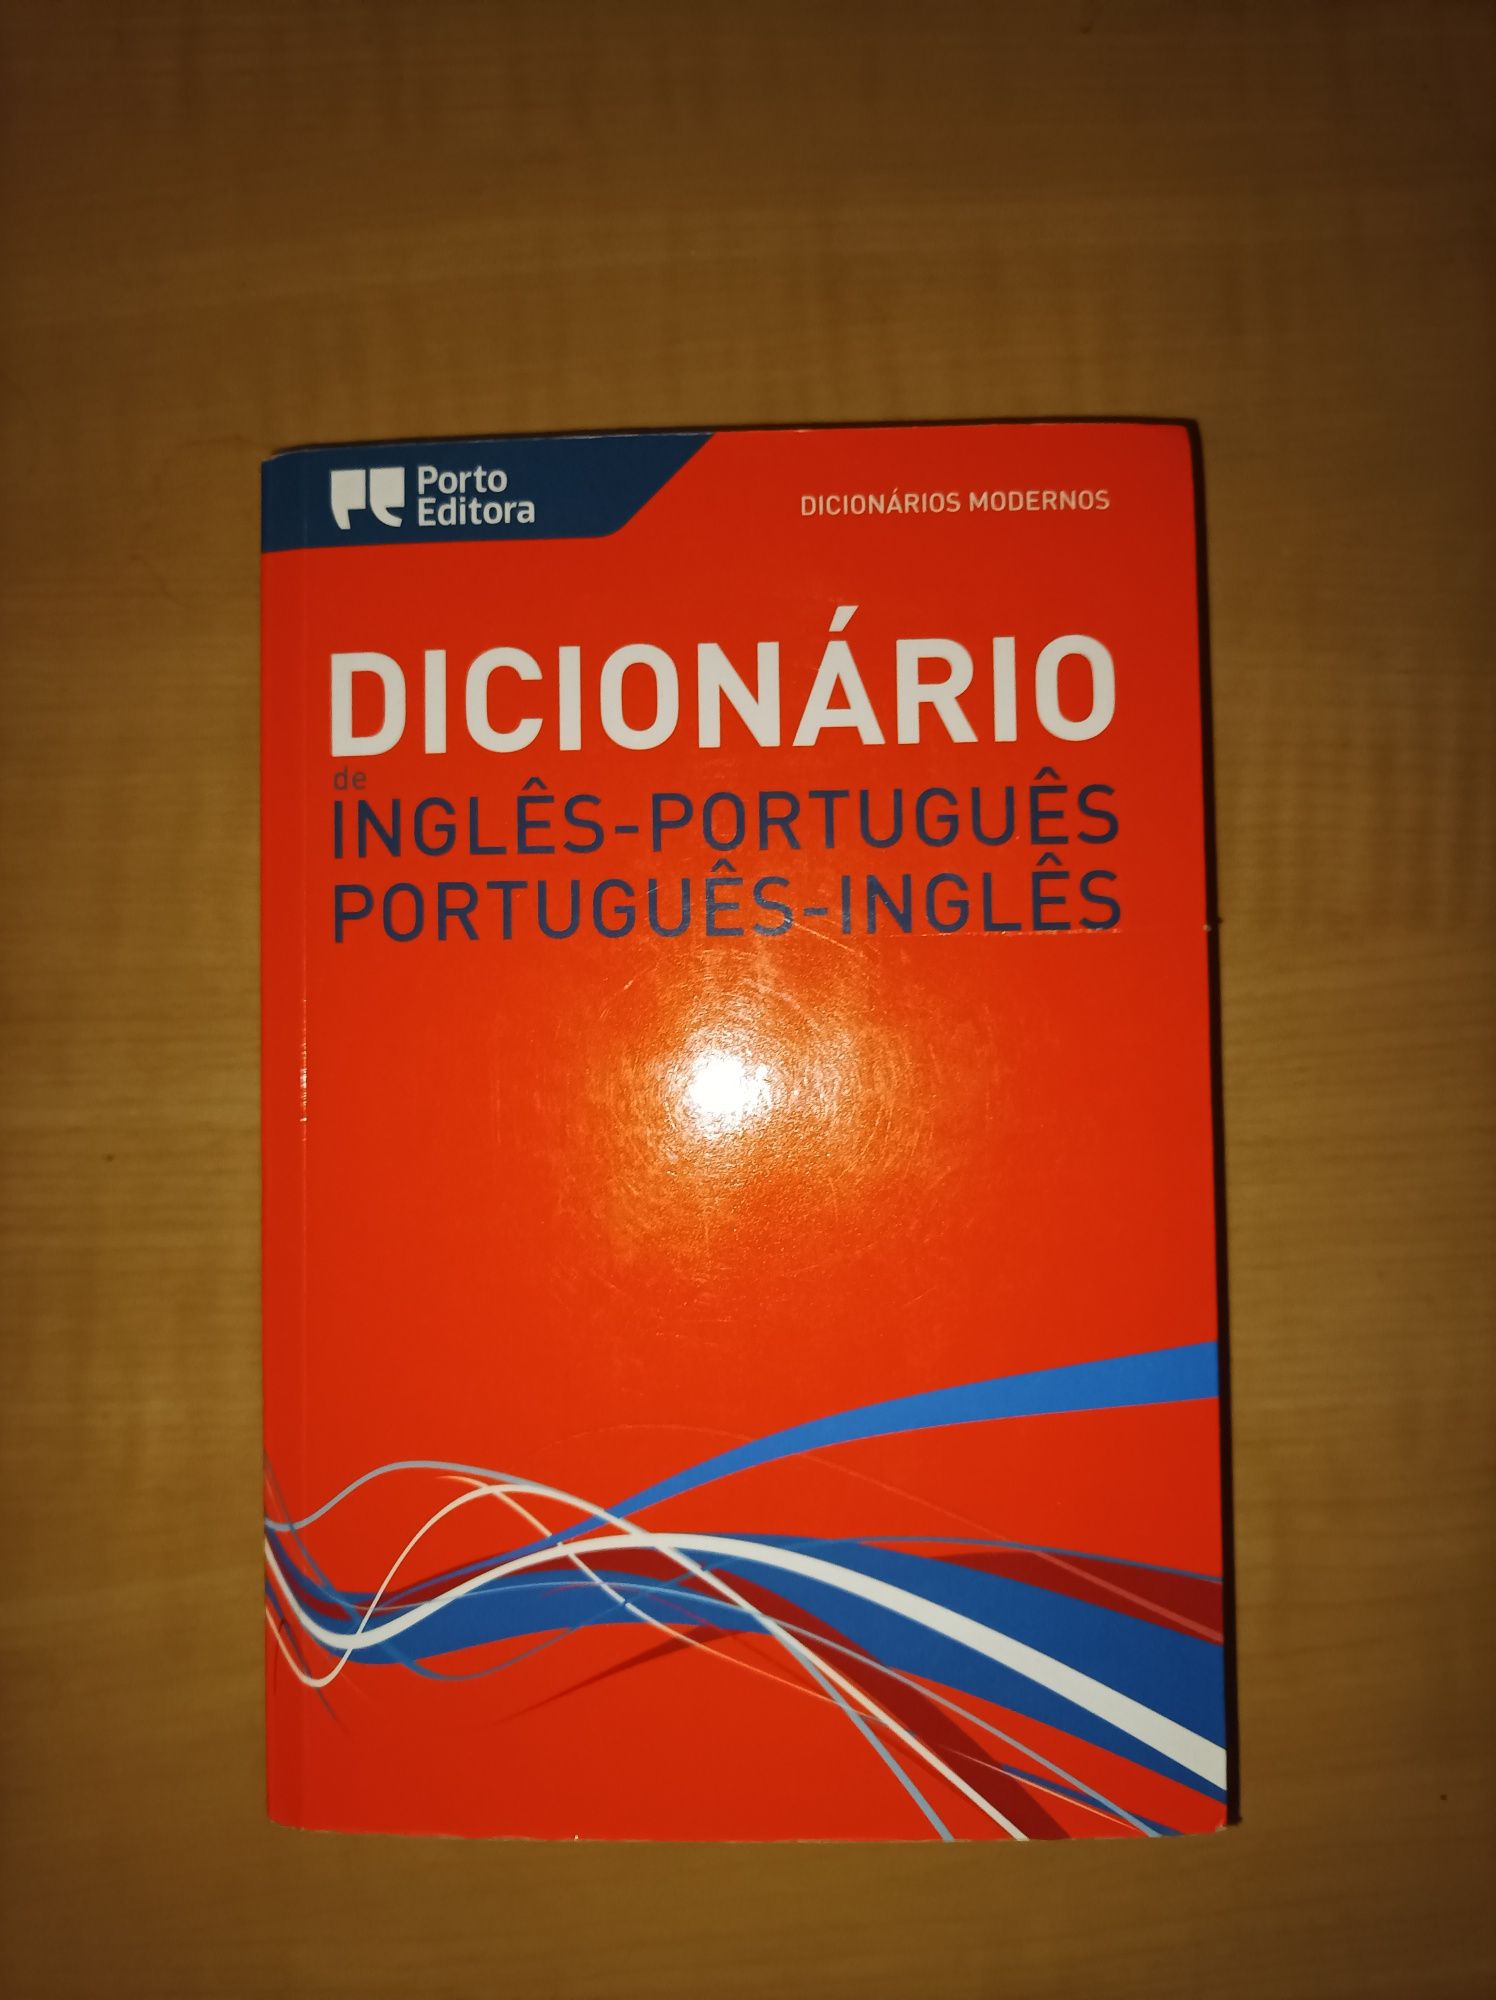 Porto
Editora
DICIONÁRIOS MODERNOS
DICIONÁRIO
de
INGLÊS-PORTUGUÊS
PORTUGUÊS-INGLÊS